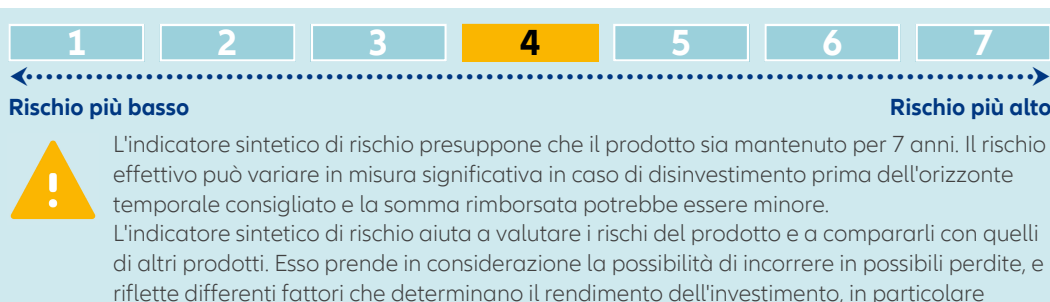 1 2 3 4 5 6 7
Rischio più basso Rischio più alto
L'indicatore sintetico di rischio presuppone che il prodotto sia mantenuto per 7 anni. Il rischio
effettivo può variare in misura significativa in caso di disinvestimento prima dell'orizzonte
temporale consigliato e la somma rimborsata potrebbe essere minore.
L'indicatore sintetico di rischio aiuta a valutare i rischi del prodotto e a compararli con quelli
di altri prodotti. Esso prende in considerazione la possibilità di incorrere in possibili perdite, e
riflette differenti fattori che determinano il rendimento dell'investimento, in particolare